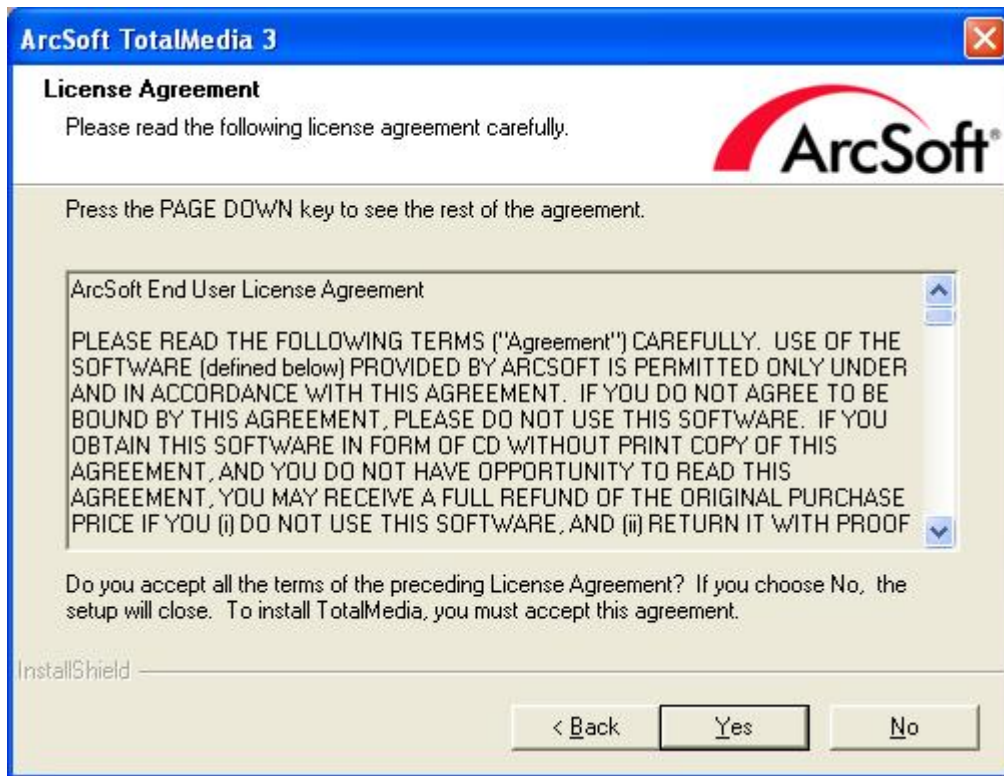 ArcSoft TotalMedia 3
License Agreement
Please read the following license agreement carefully.
ArcSoft®
Press the PAGE DOWN key to see the rest of the agreement.
ArcSoft End User License Agreement
PLEASE READ THE FOLLOWING TERMS ("Agreement") CAREFULLY.  USE OF THE
SOFTWARE (defined below) PROVIDED BY ARCSOFT IS PERMITTED ONLY UNDER
AND IN ACCORDANCE WITH THIS AGREEMENT.  IF YOU DO NOT AGREE TO BE
BOUND BY THIS AGREEMENT, PLEASE DO NOT USE THIS SOFTWARE.  IF YOU
OBTAIN THIS SOFTWARE IN FORM OF CD WITHOUT PRINT COPY OF THIS
AGREEMENT, AND YOU DO NOT HAVE OPPORTUNITY TO READ THIS
AGREEMENT, YOU MAY RECEIVE A FULL REFUND OF THE ORIGINAL PURCHASE
PRICE IF YOU (i) DO NOT USE THIS SOFTWARE, AND (ii) RETURN IT WITH PROOF
Do you accept all the terms of the preceding License Agreement?  If you choose No,  the
setup will close.  To install TotalMedia, you must accept this agreement.
InstallShield
< Back
Yes
No